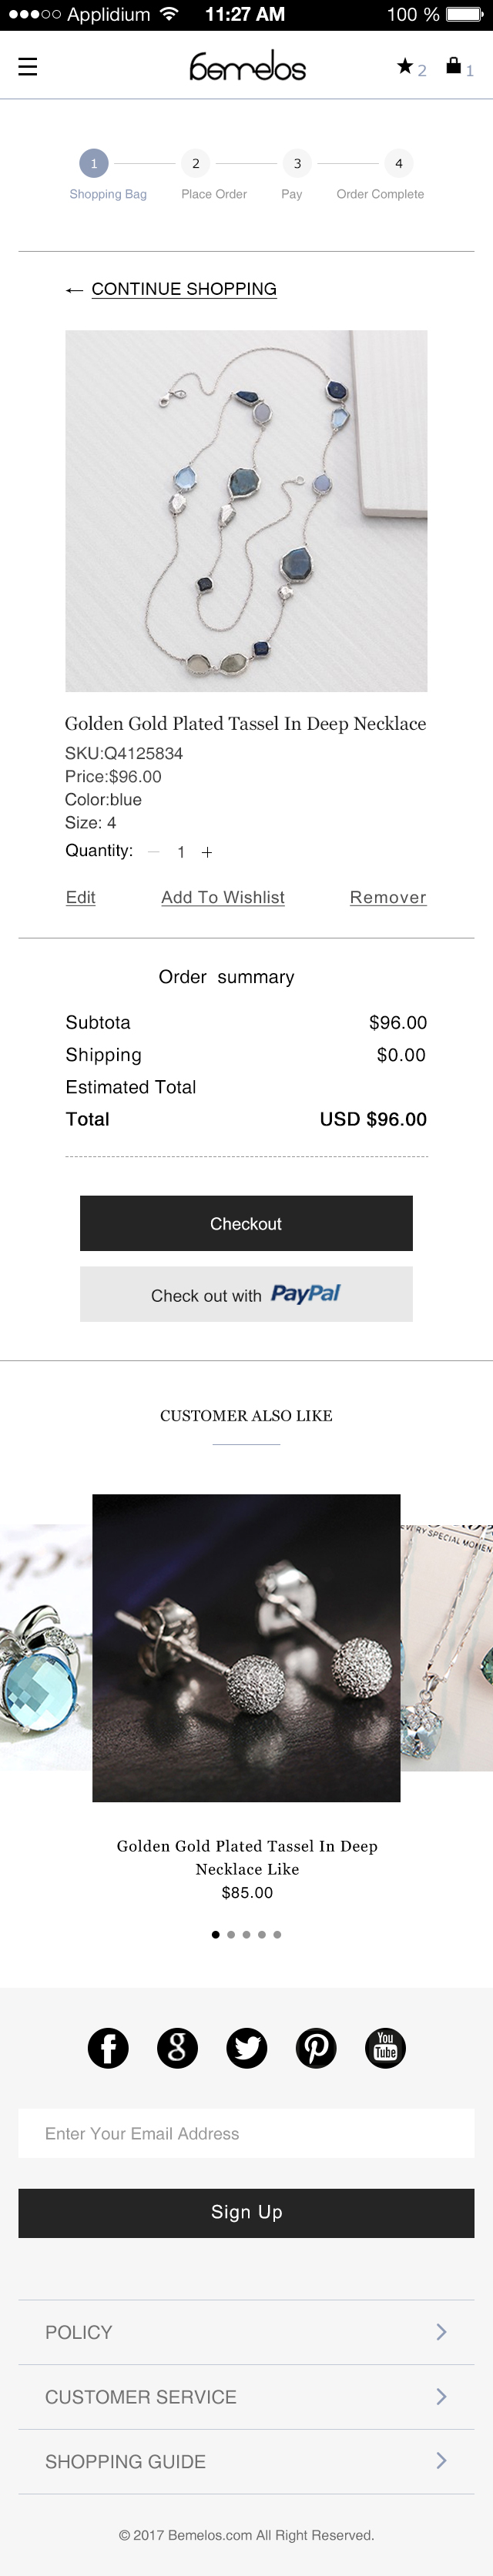 Applidium 11:27 AM 100 %
bemelos 2 1
1 2 3 4
Shopping Bag Place Order Pay Order Complete
← CONTINUE SHOPPING
Golden Gold Plated Tassel In Deep Necklace
SKU:Q4125834
Price:$96.00
Color:blue
Size: 4
Quantity: — 1 +
Edit Add To Wishlist Remover
Order summary
Subtota $96.00
Shipping $0.00
Estimated Total
Total USD $96.00
Checkout
Check out with PayPal
CUSTOMER ALSO LIKE
SPECIAL
Golden Gold Plated Tassel In Deep
Necklace Like
$85.00
f g P You Tube
Enter Your Email Address
Sign Up
POLICY
CUSTOMER SERVICE
SHOPPING GUIDE
© 2017 Bemelos.com All Right Reserved.